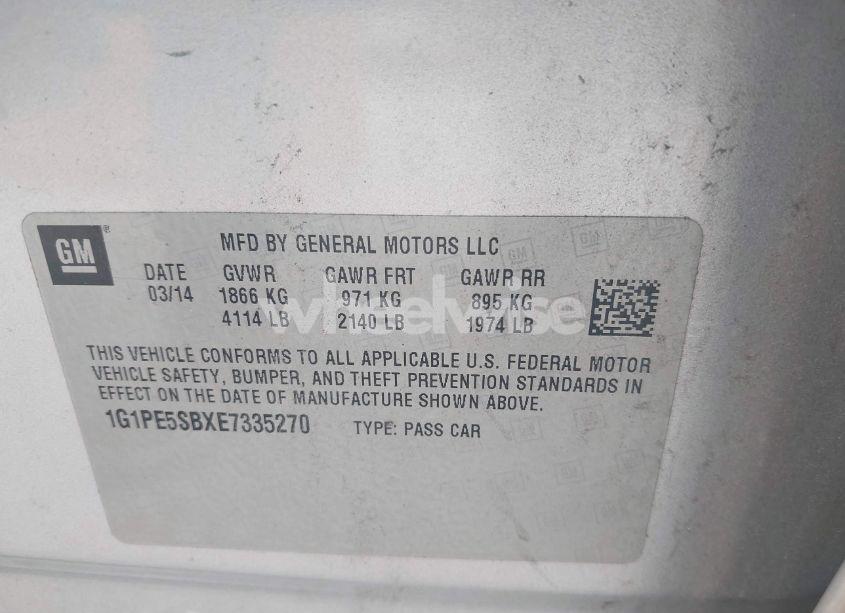 GM
MFD BY GENERAL MOTORS LLC
DATE GVWR GAWR FRT GAWR RR
03/14 1866 KG 971 KG 895 KG
4114 LB 2140 LB 1974 LB
wheelwise
THIS VEHICLE CONFORMS TO ALL APPLICABLE U.S. FEDERAL MOTOR
VEHICLE SAFETY, BUMPER, AND THEFT PREVENTION STANDARDS IN
EFFECT ON THE DATE OF MANUFACTURE SHOWN ABOVE.
1G1PE5SBXE7335270 TYPE: PASS CAR